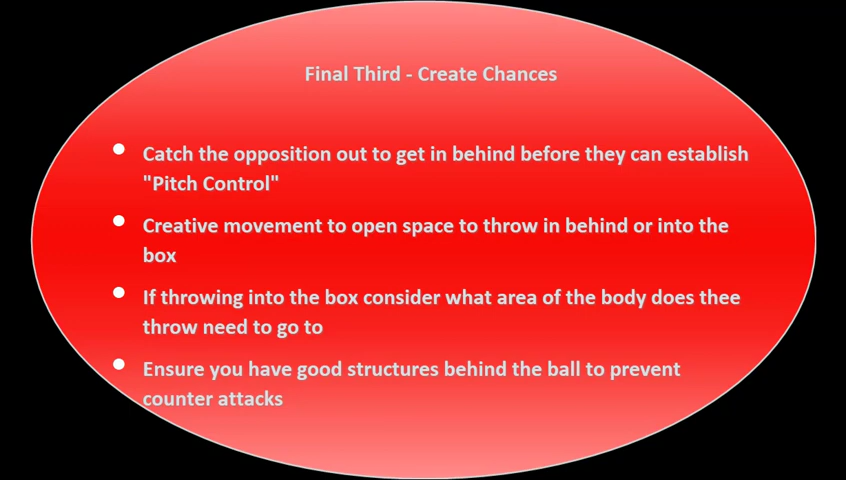 Final Third - Create Chances
Catch the opposition out to get in behind before they can establish
"Pitch Control"
Creative movement to open space to throw in behind or into the
box
If throwing into the box consider what area of the body does thee
throw need to go to
Ensure you have good structures behind the ball to prevent
counter attacks